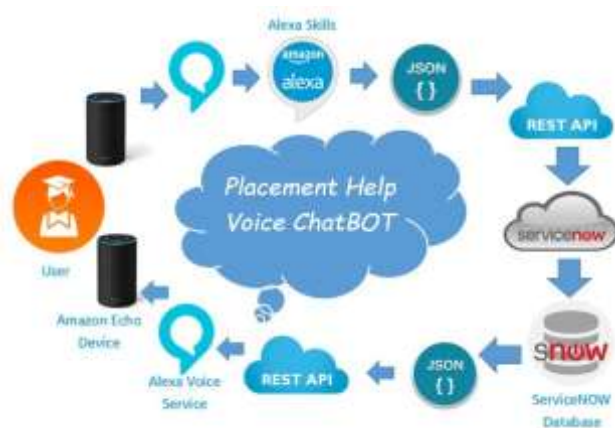 Alexa Skills
amazon
alexa
JSON
{ }
REST API
Placement Help
Voice ChatBOT
servicenow
User
Amazon Echo
Device
Alexa Voice
Service
REST API
JSON
{ }
snow
ServiceNOW
Database